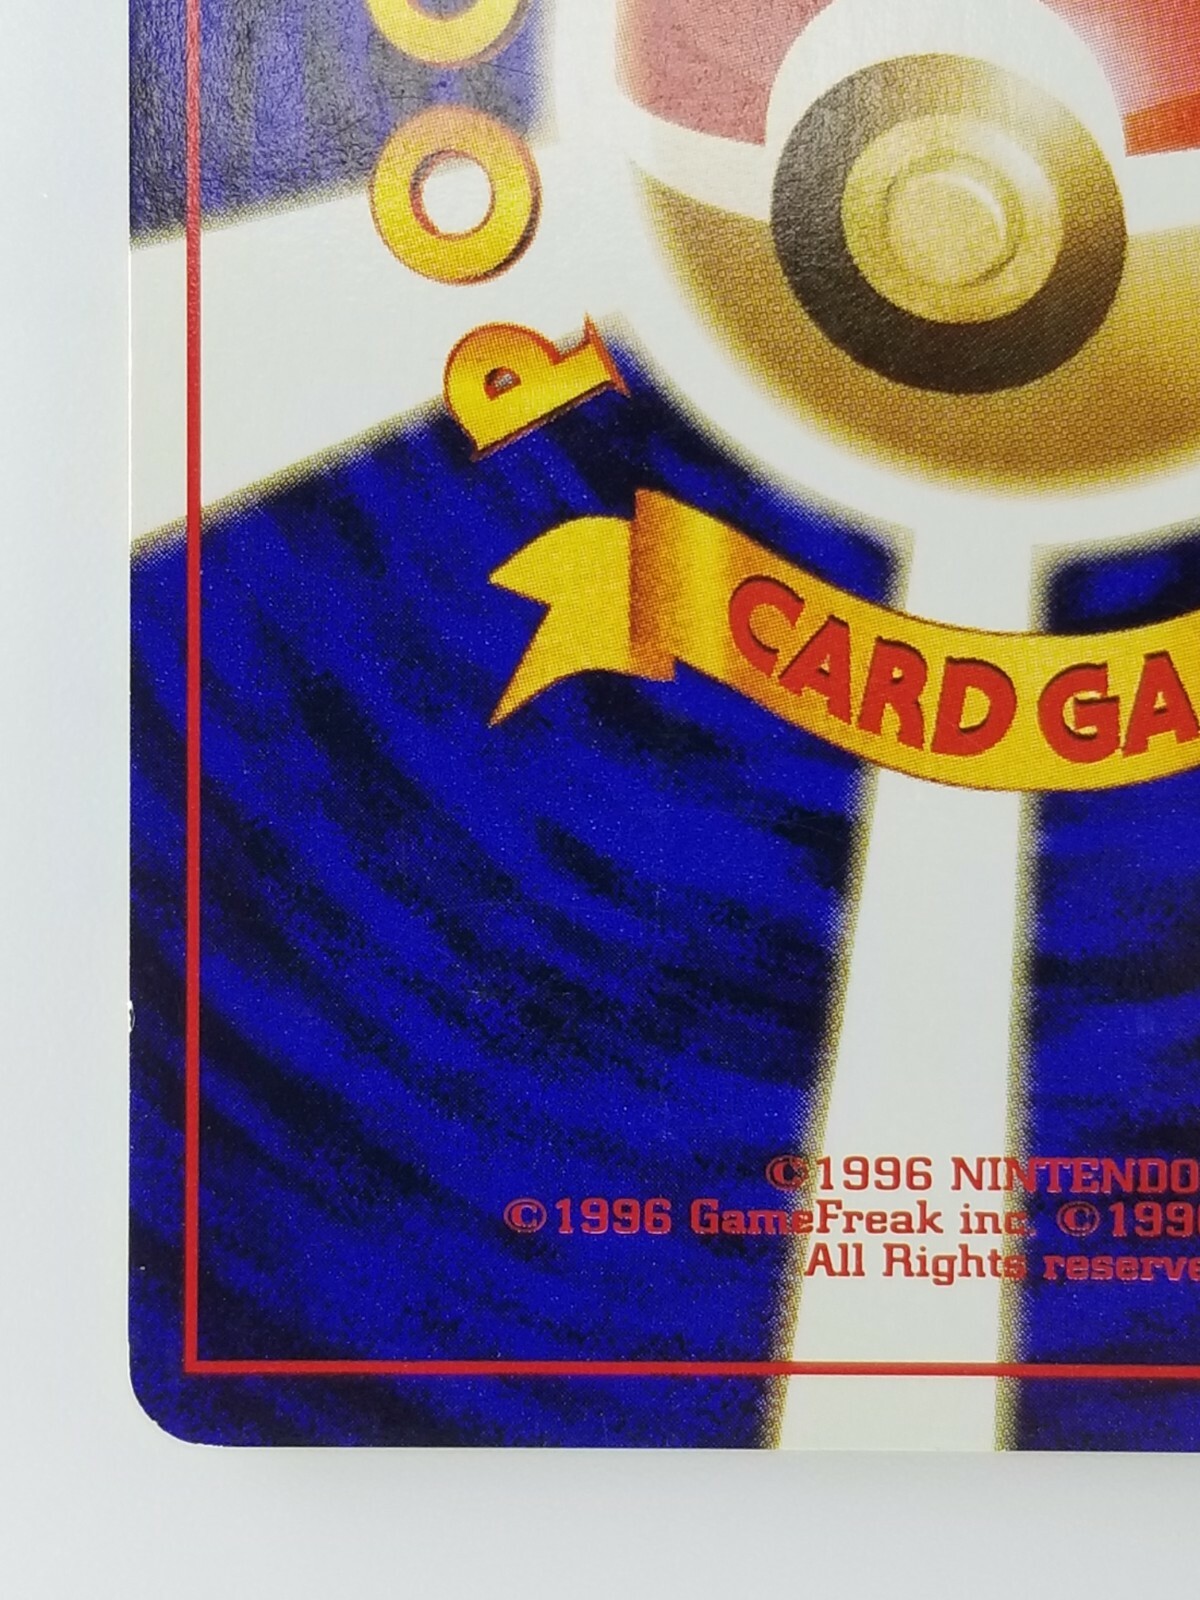 P O C
CARD GA
©1996 NINTENDO
©1996 GameFreak inc. ©199
All Rights reserve